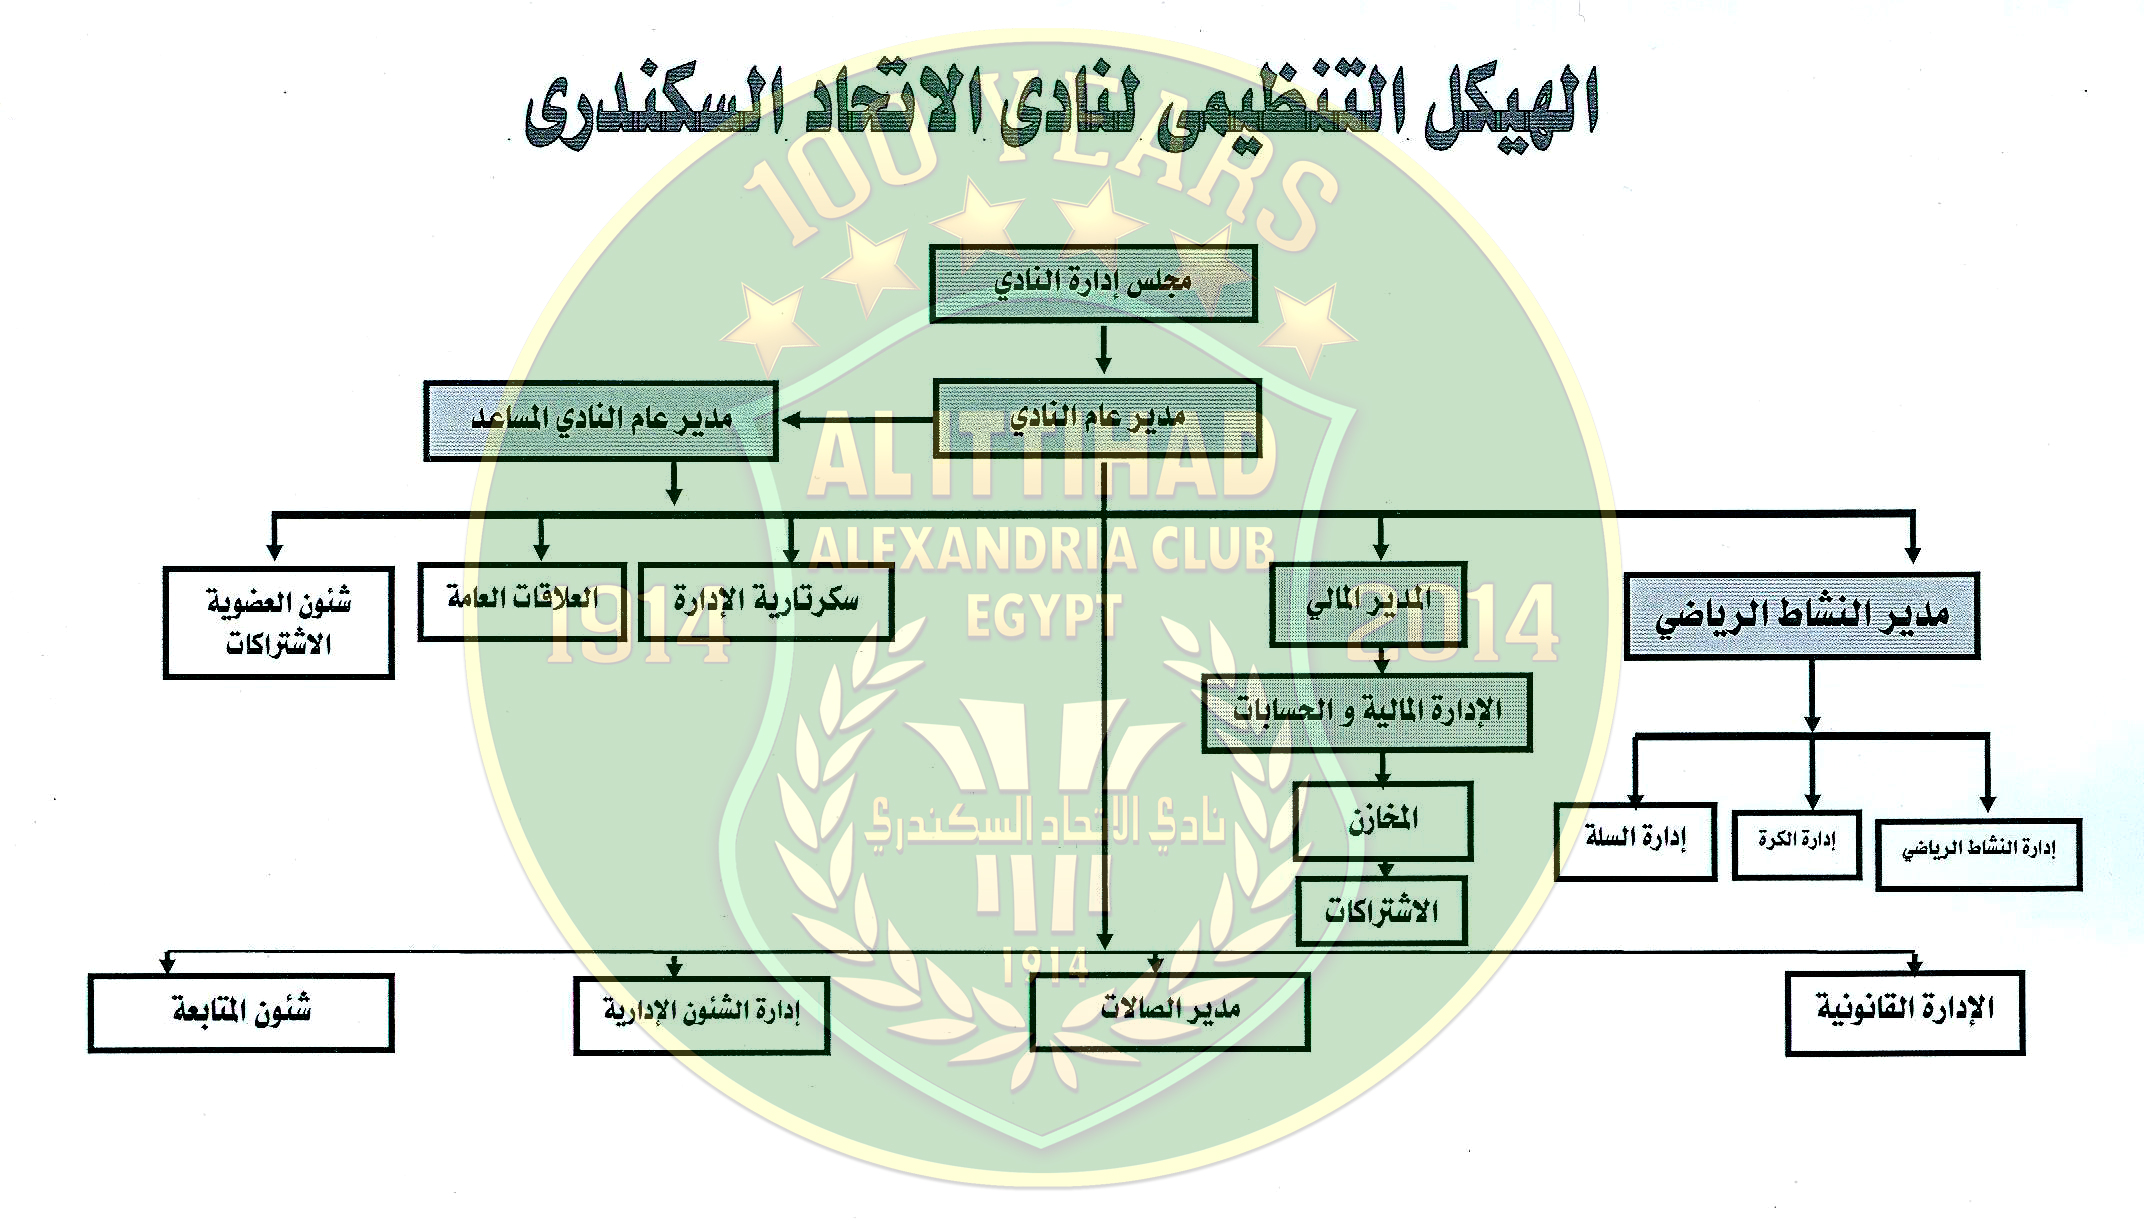 الهيكل التنظيمى لنادى الاتحاد السكندرى
100 YEARS
مجلس إدارة النادي
مدير عام النادي
مدير عام النادي المساعد
AL ITTIHAD
ALEXANDRIA CLUB
EGYPT
1914
2014
مدير النشاط الرياضي
المدير المالي
سكرتارية الإدارة
العلاقات العامة
شئون العضوية
الاشتراكات
الإدارة المالية و الحسابات
المخازن
الاشتراكات
إدارة النشاط الرياضي
إدارة الكرة
إدارة السلة
نادي الاتحاد السكندري
1914
الإدارة القانونية
مدير الصالات
إدارة الشئون الإدارية
شئون المتابعة